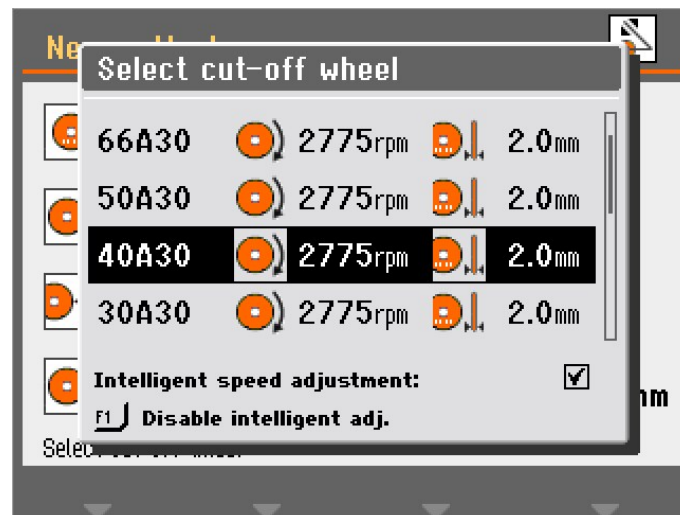 Select cut-off wheel
66A30 2775rpm 2.0mm
50A30 2775rpm 2.0mm
40A30 2775rpm 2.0mm
30A30 2775rpm 2.0mm
Intelligent speed adjustment:
F1 Disable intelligent adj.